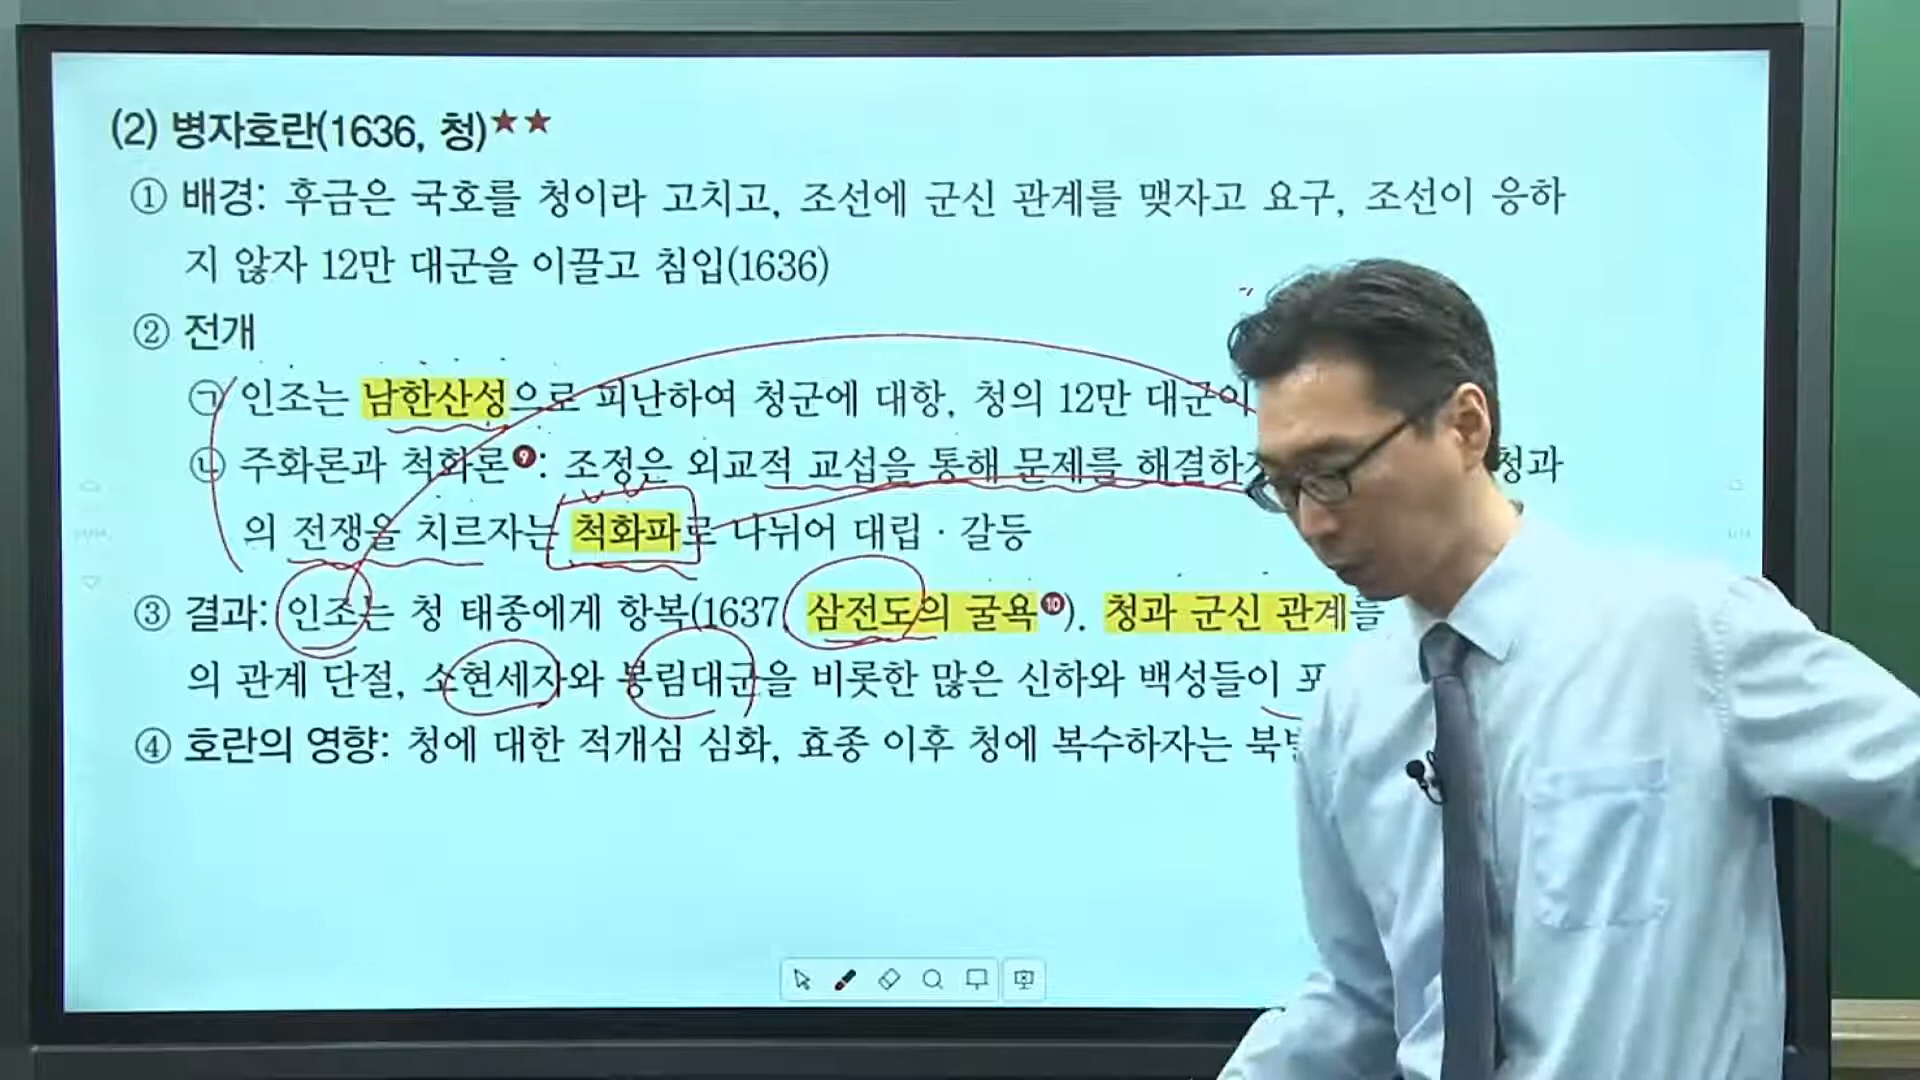 (2) 병자호란(1636, 청)★★
① 배경: 후금은 국호를 청이라 고치고, 조선에 군신 관계를 맺자고 요구, 조선이 응하
지 않자 12만 대군을 이끌고 침입(1636)
② 전개
㉠ 인조는 남한산성으로 피난하여 청군에 대항, 청의 12만 대군이
㉡ 주화론과 척화론9: 조정은 외교적 교섭을 통해 문제를 해결하자 청과
의 전쟁을 치르자는 척화파로 나뉘어 대립·갈등
③ 결과: 인조는 청 태종에게 항복(1637, 삼전도의 굴욕10). 청과 군신 관계를
의 관계 단절, 소현세자와 봉림대군을 비롯한 많은 신하와 백성들이 포
④ 호란의 영향: 청에 대한 적개심 심화, 효종 이후 청에 복수하자는 북벌